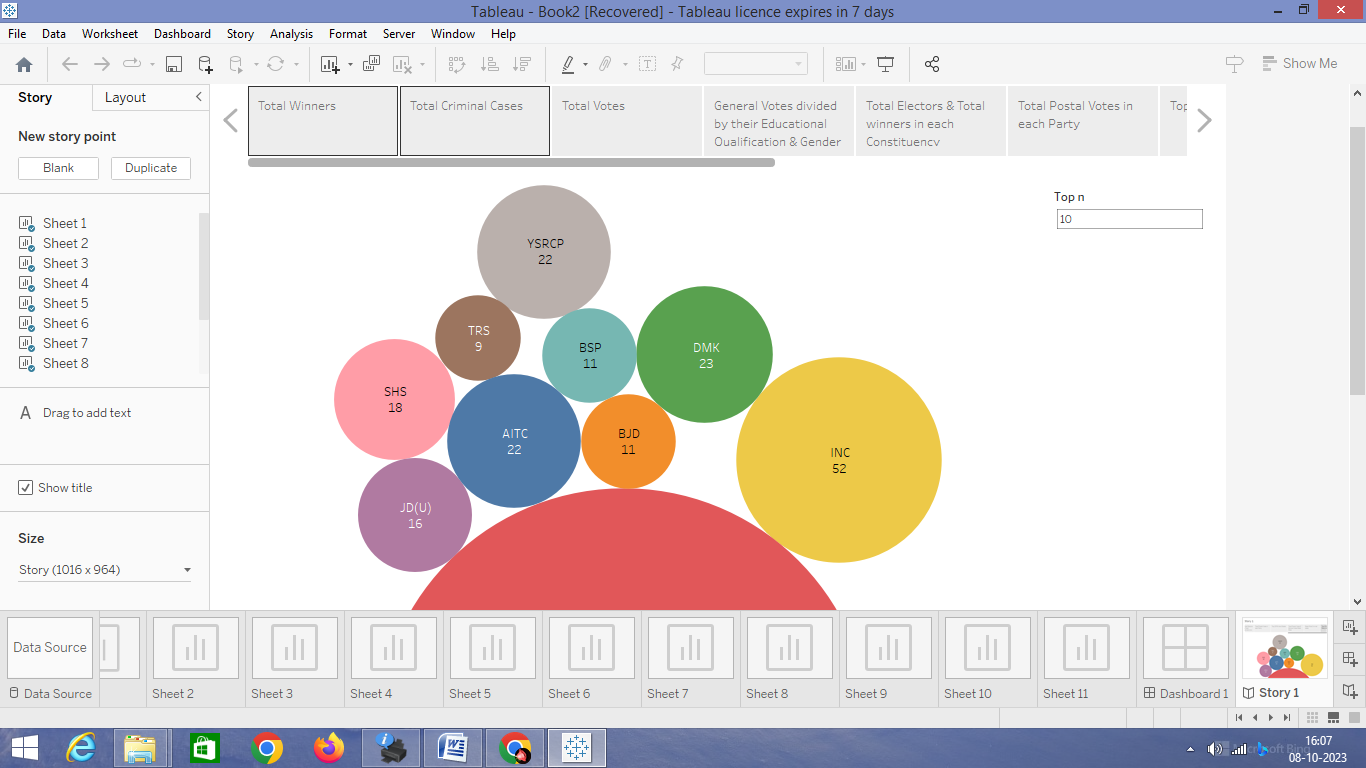 Tableau - Book2 [Recovered] - Tableau licence expires in 7 days
File Data Worksheet Dashboard Story Analysis Format Server Window Help
Show Me
Story Layout
New story point
Blank Duplicate
Sheet 1
Sheet 2
Sheet 3
Sheet 4
Sheet 5
Sheet 6
Sheet 7
Sheet 8
A Drag to add text
Show title
Size
Story (1016 x 964)
Total Winners
Total Criminal Cases
Total Votes
General Votes divided
by their Educational
Qualification & Gender
Total Electors & Total
winners in each
Constituency
Total Postal Votes in
each Party
Top
Top n
10
YSRCP
22
TRS
9
BSP
11
DMK
23
SHS
18
AITC
22
BJD
11
INC
52
JD(U)
16
Data Source
Data Source Sheet 2 Sheet 3 Sheet 4 Sheet 5 Sheet 6 Sheet 7 Sheet 8 Sheet 9 Sheet 10 Sheet 11 Dashboard 1 Story 1
16:07
08-10-2023